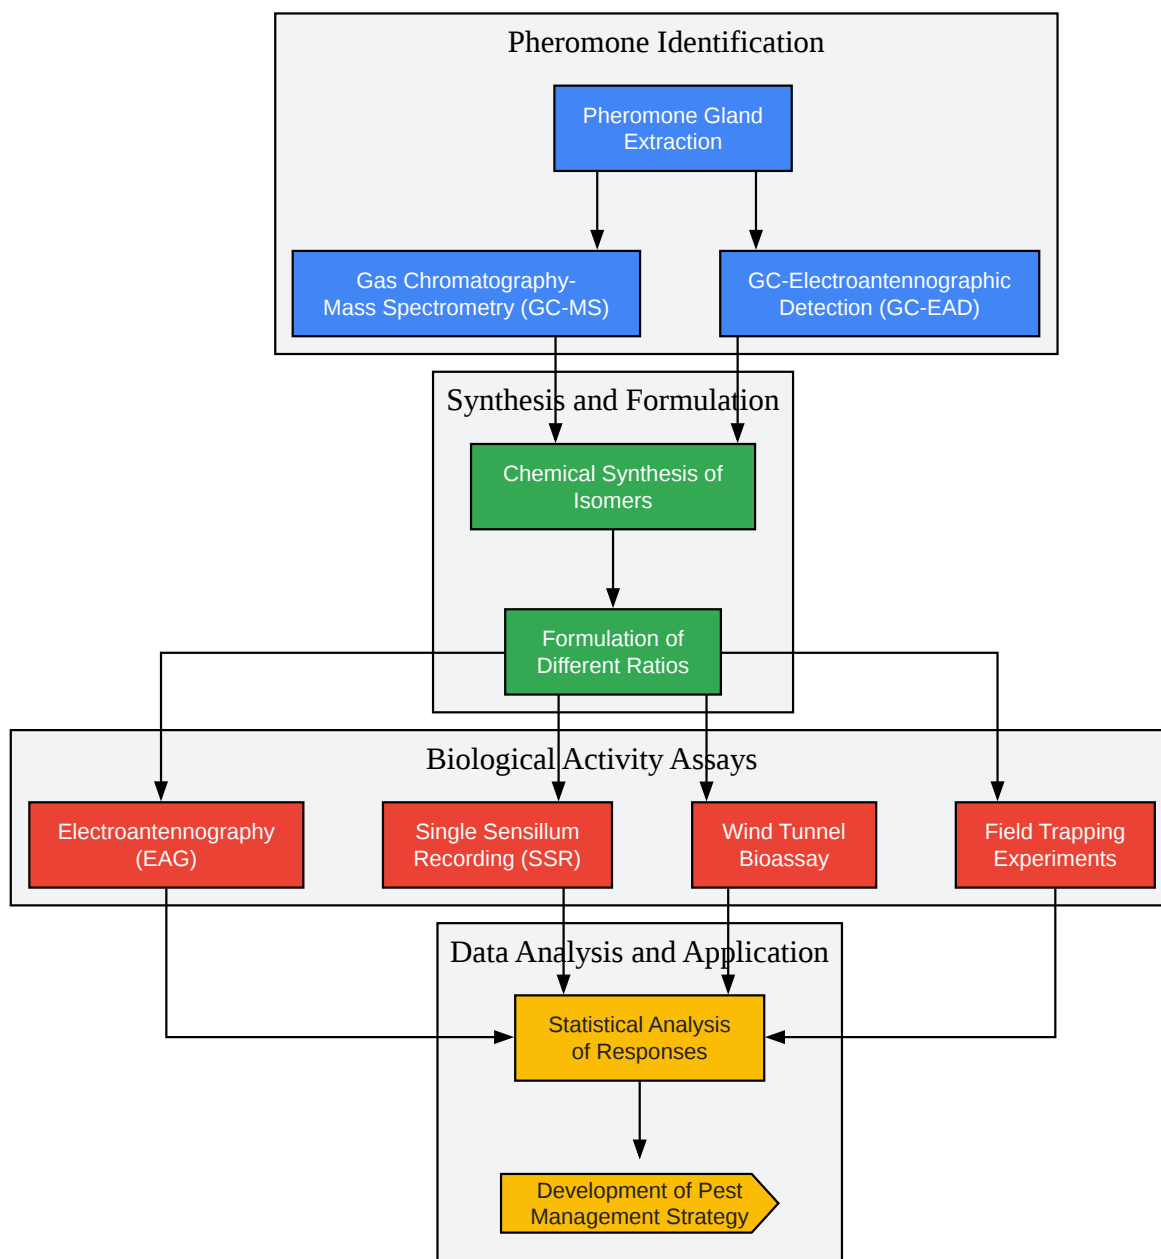 Pheromone Identification
Pheromone Gland
Extraction
Gas Chromatography-
Mass Spectrometry (GC-MS)
GC-Electroantennographic
Detection (GC-EAD)
Synthesis and Formulation
Chemical Synthesis of
Isomers
Formulation of
Different Ratios
Biological Activity Assays
Electroantennography
(EAG)
Single Sensillum
Recording (SSR)
Wind Tunnel
Bioassay
Field Trapping
Experiments
Data Analysis and Application
Statistical Analysis
of Responses
Development of Pest
Management Strategy